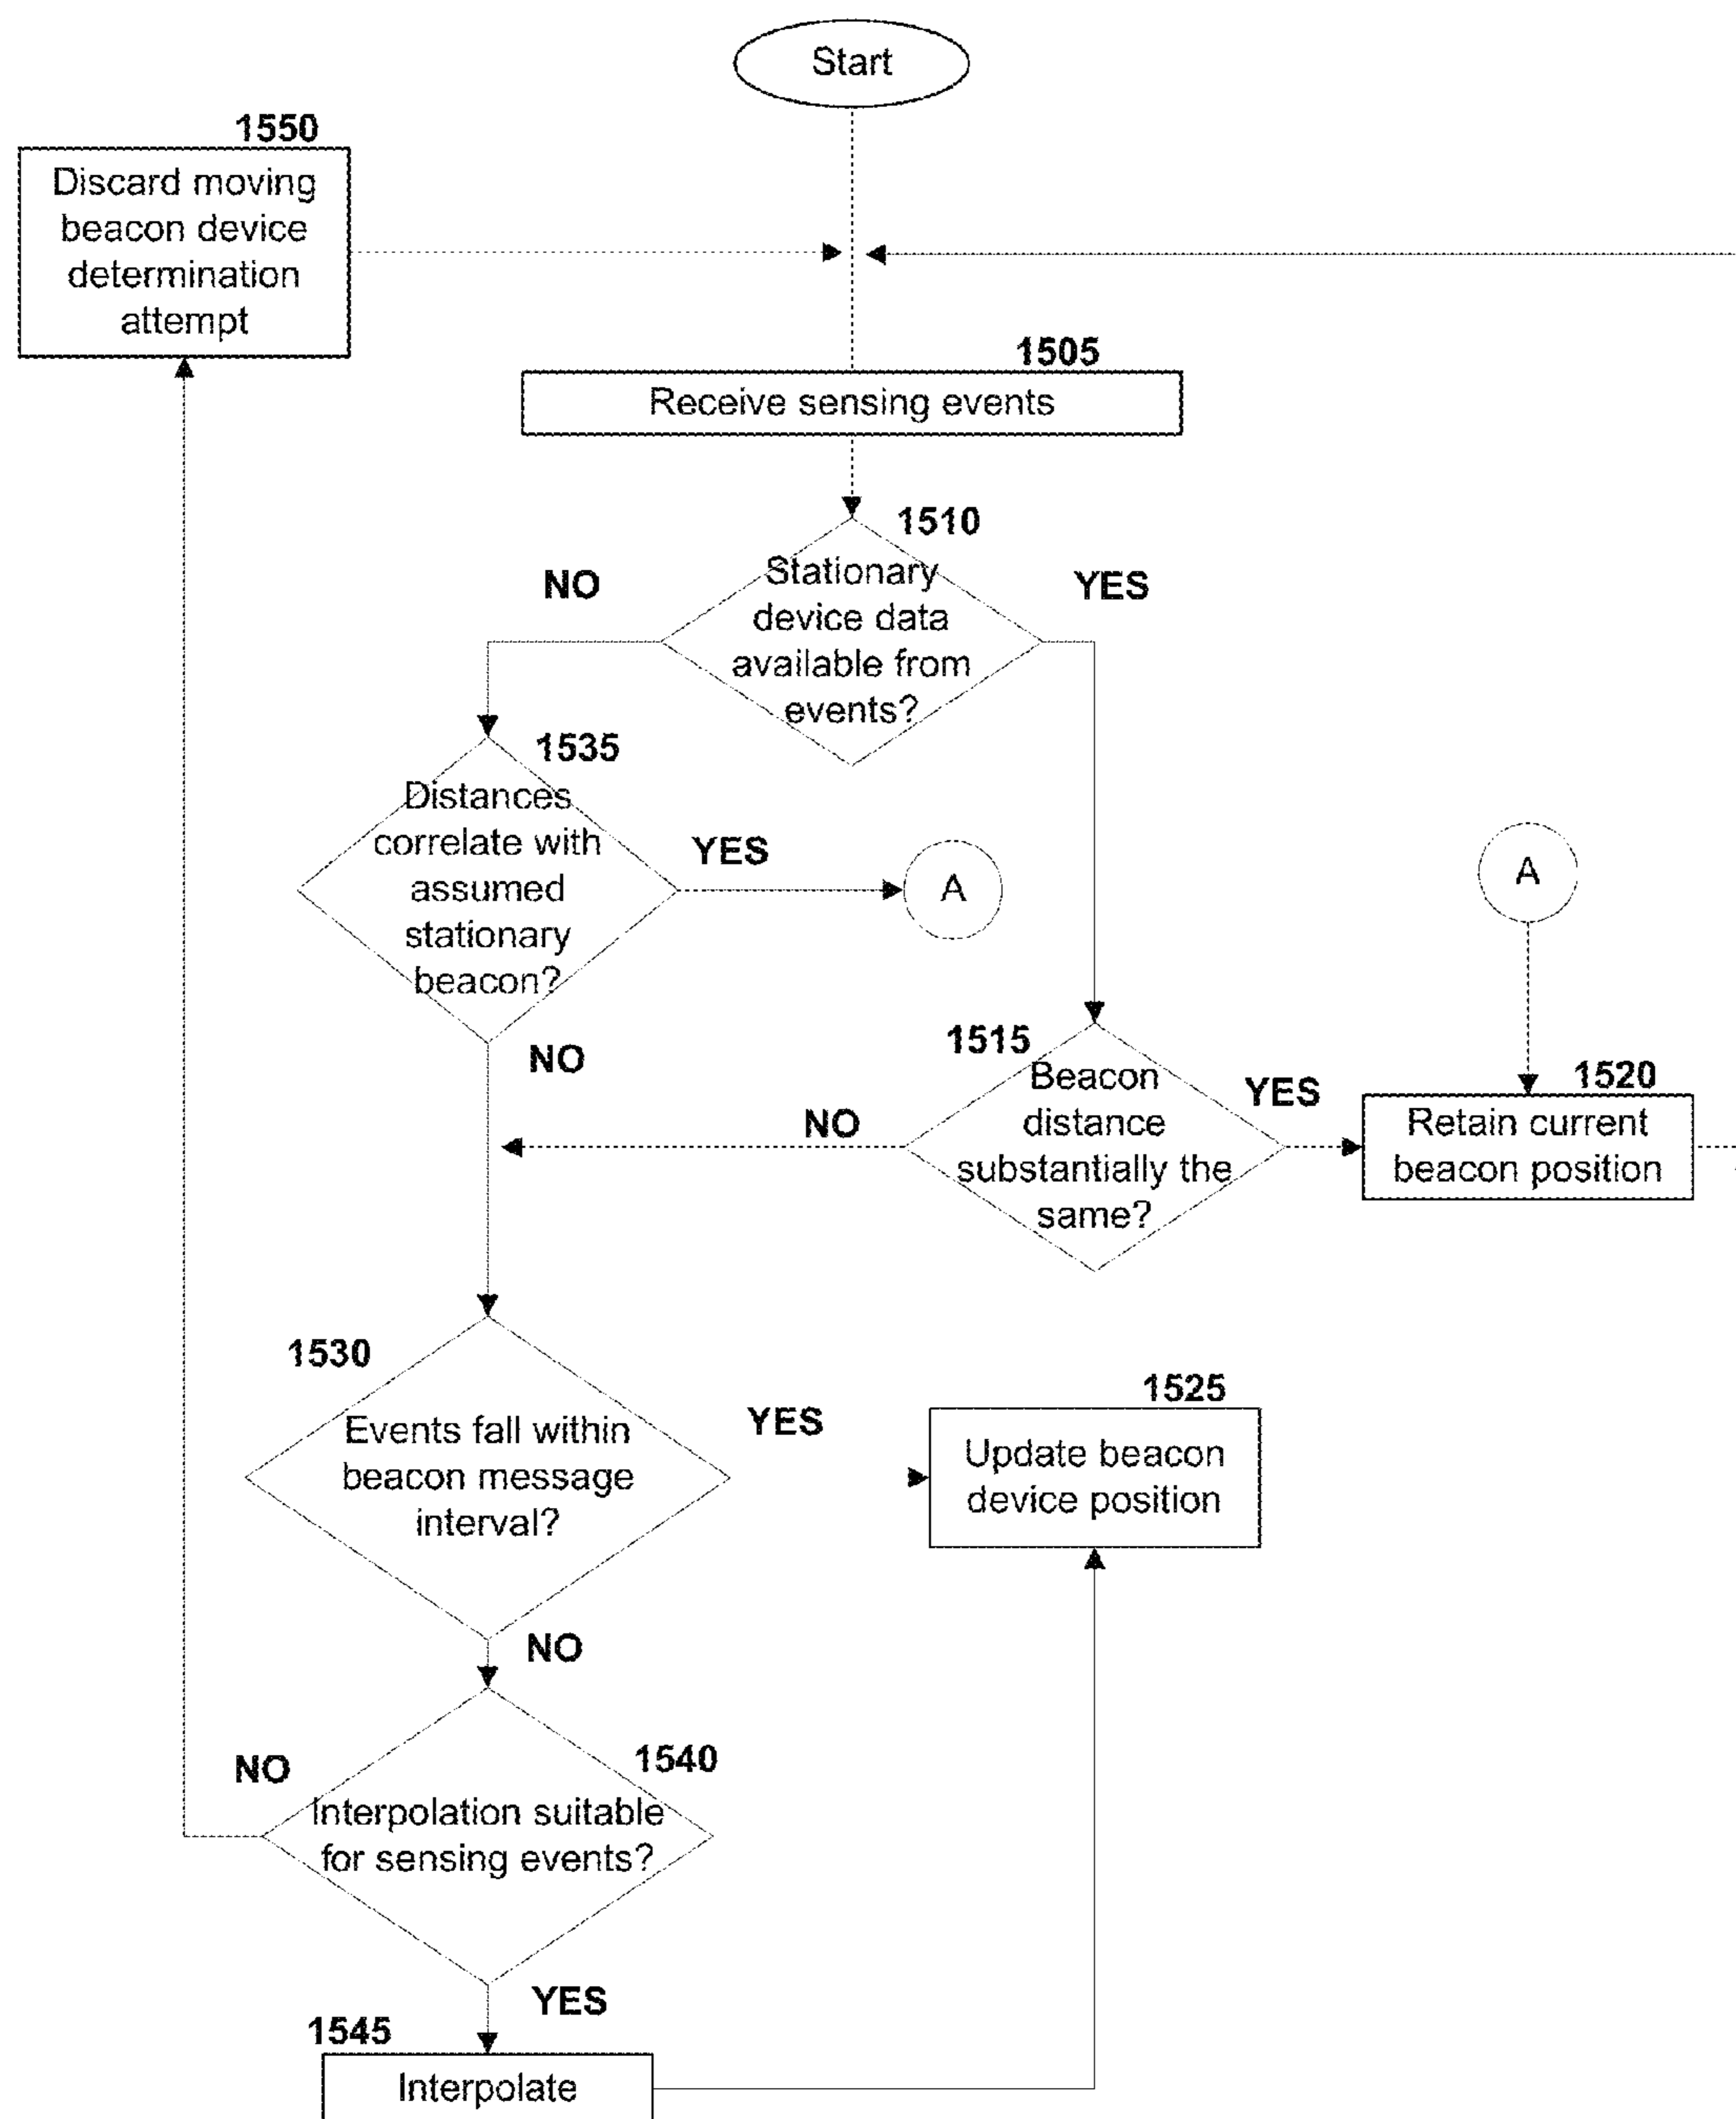 Start
1550
Discard moving
beacon device
determination
attempt
1505
Receive sensing events
1510
NO
YES
Stationary
device data
available from
events?
1535
Distances
correlate with
assumed
stationary
beacon?
YES
A
A
NO
1515
Beacon
distance
substantially the
same?
NO
YES
1520
Retain current
beacon position
1530
Events fall within
beacon message
interval?
YES
1525
Update beacon
device position
NO
1540
NO
Interpolation suitable
for sensing events?
YES
1545
Interpolate